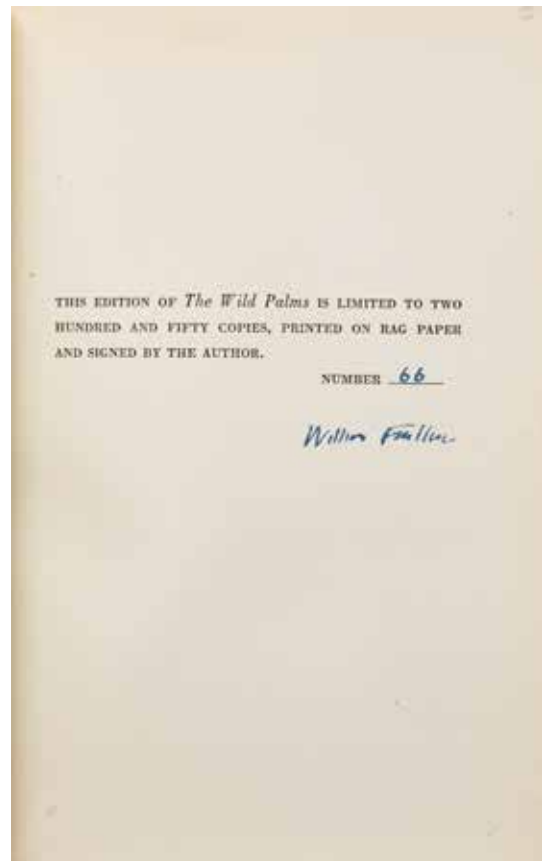 THIS EDITION OF The Wild Palms IS LIMITED TO TWO
HUNDRED AND FIFTY COPIES, PRINTED ON RAG PAPER
AND SIGNED BY THE AUTHOR.
NUMBER 66
William Faulkner